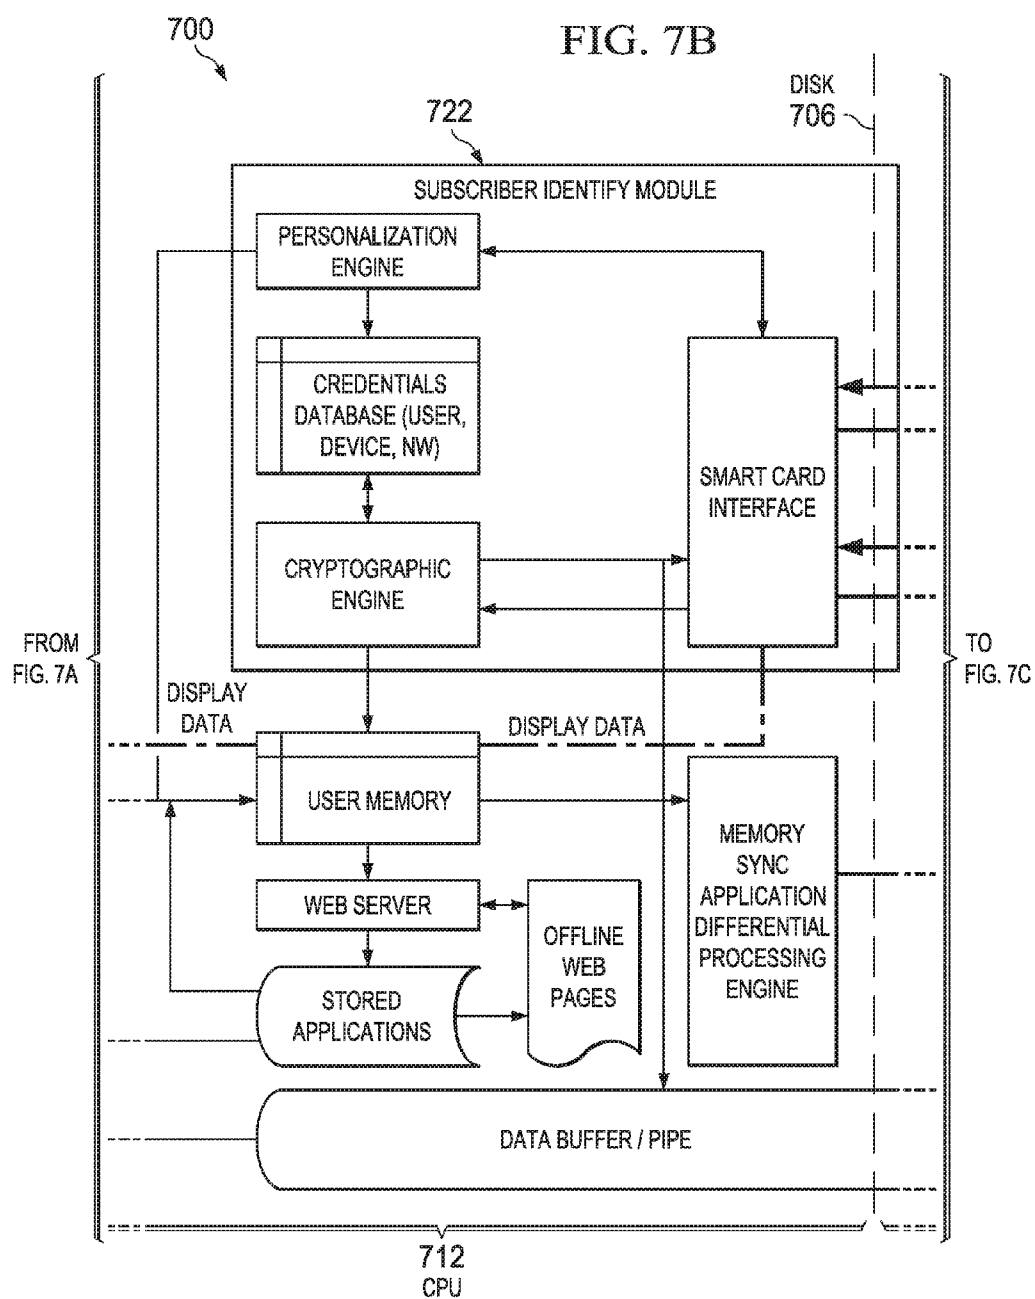 700
FIG. 7B
DISK
706
722
SUBSCRIBER IDENTIFY MODULE
PERSONALIZATION
ENGINE
CREDENTIALS
DATABASE (USER,
DEVICE, NW)
SMART CARD
INTERFACE
CRYPTOGRAPHIC
ENGINE
FROM
FIG. 7A
TO
FIG. 7C
DISPLAY
DATA
DISPLAY DATA
USER MEMORY
MEMORY
SYNC
APPLICATION
DIFFERENTIAL
PROCESSING
ENGINE
WEB SERVER
OFFLINE
WEB
PAGES
STORED
APPLICATIONS
DATA BUFFER / PIPE
712
CPU